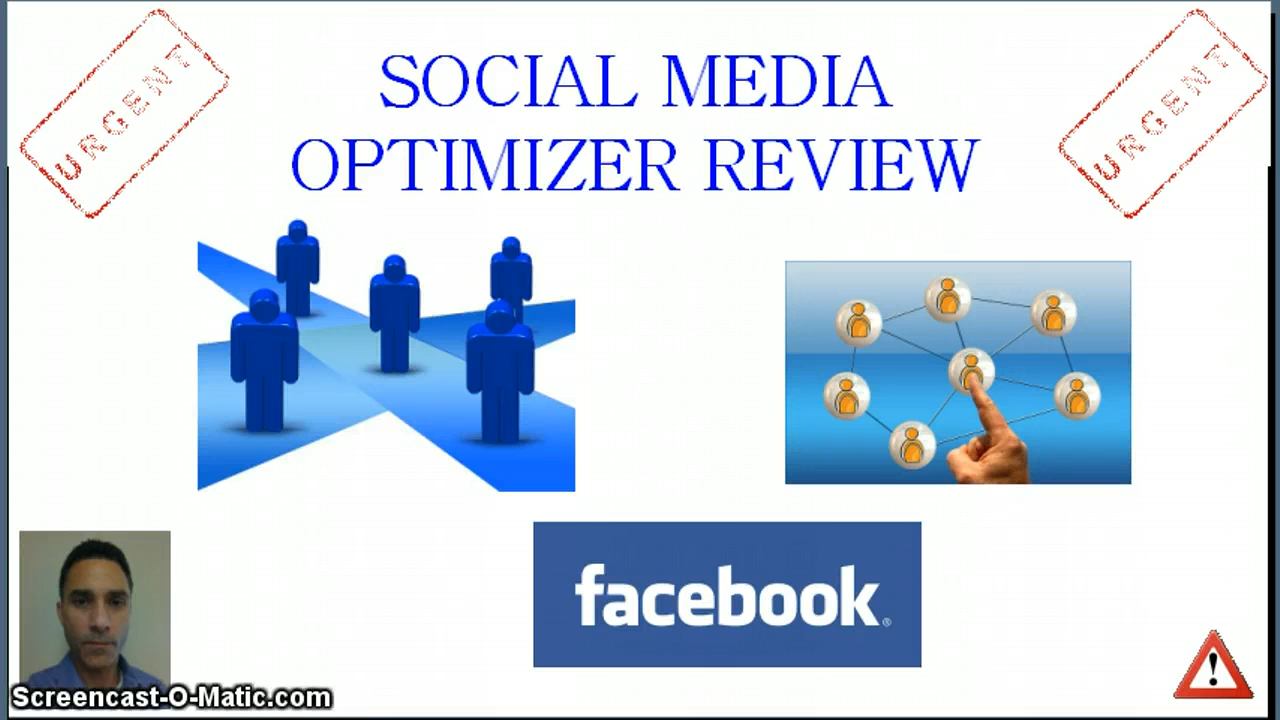 URGENT
SOCIAL MEDIA
OPTIMIZER REVIEW
URGENT
facebook®
Screencast-O-Matic.com